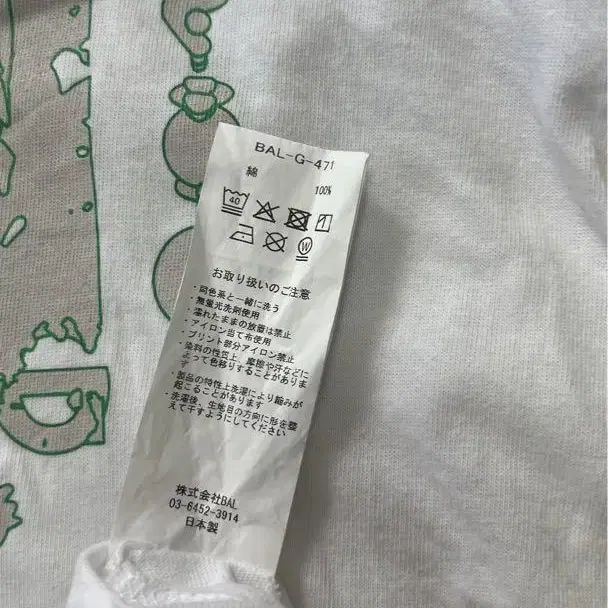 BAL-G-471
綿
100%
40
W
お取り扱いのご注意
・同色系と一緒に洗う
・無蛍光洗剤使用
・濡れたままの放置は禁止
・アイロン当て布使用
・プリント部分アイロン禁止
・染料の性質上、摩擦や汗などに
よって色移りすることがありま
す
・製品の特性上洗濯により縮みが
起こることがあります
・洗濯後、生地目の方向に形を整
えて干すようにしてください
株式会社BAL
03-6452-3914
日本製